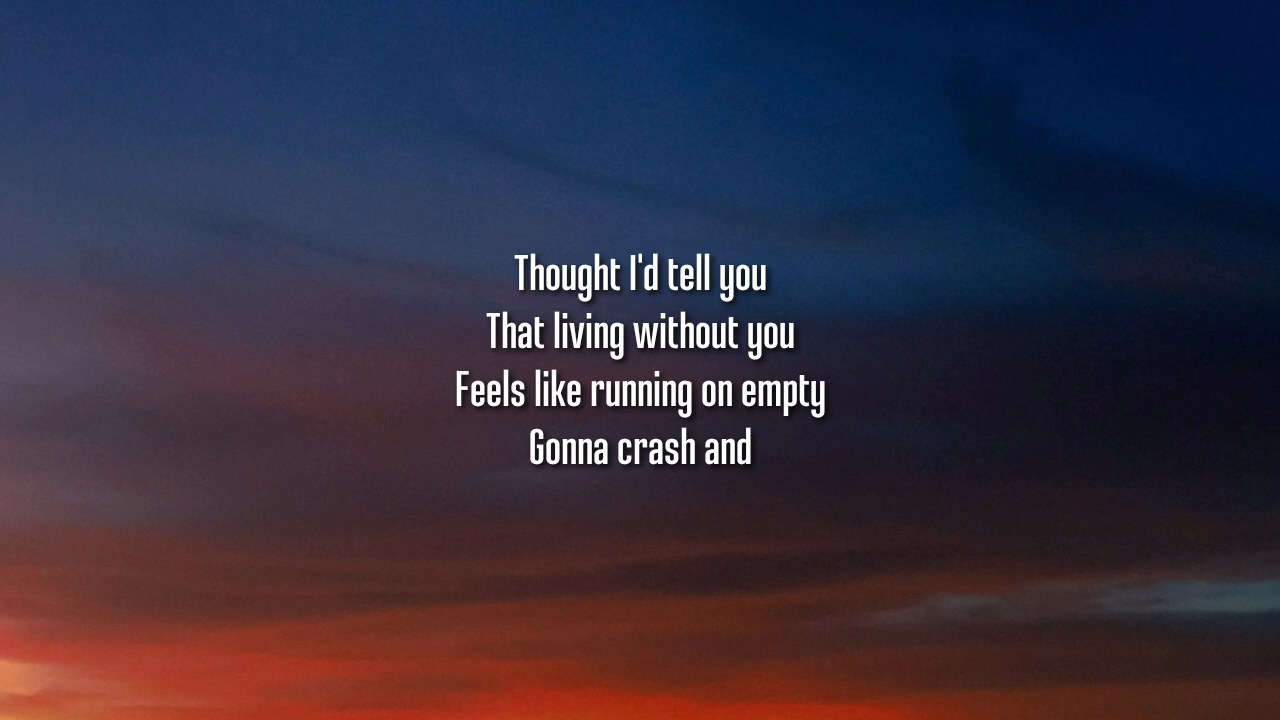 Thought I'd tell you
That living without you
Feels like running on empty
Gonna crash and